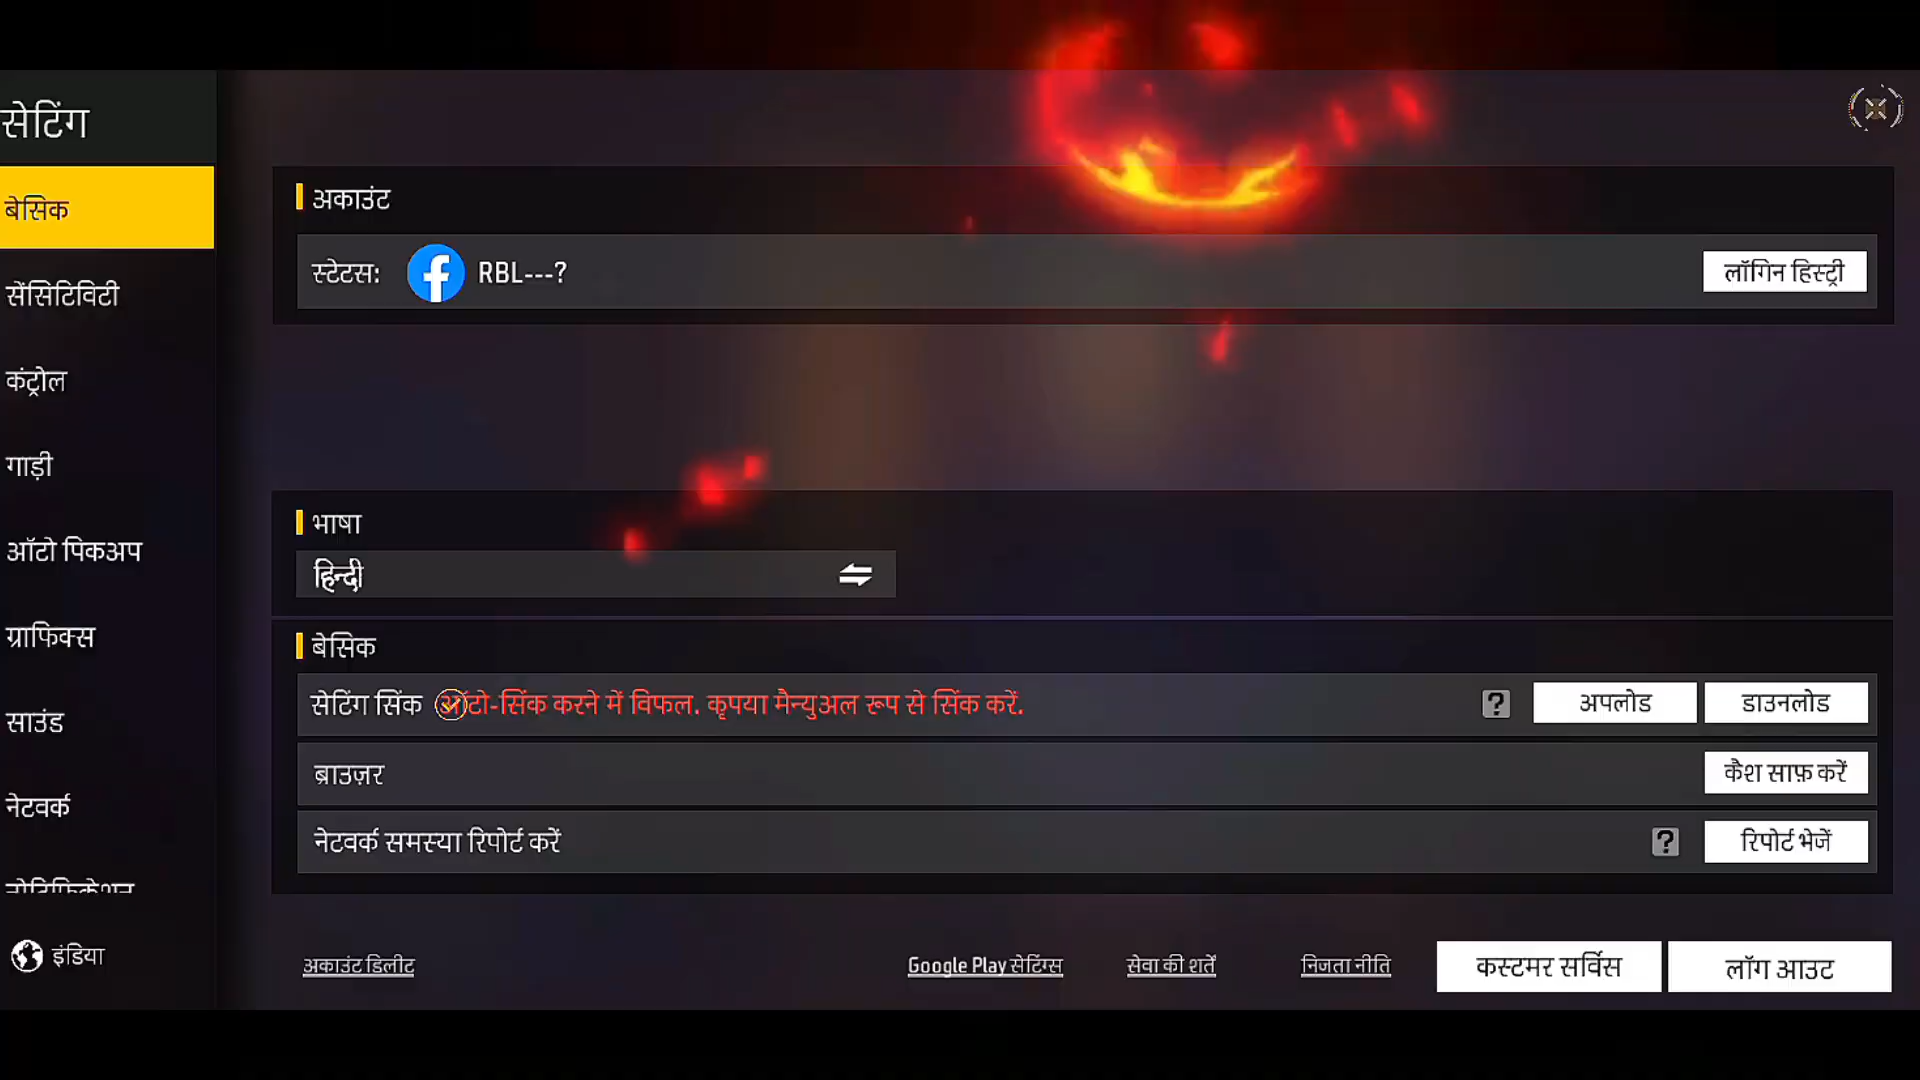 सेटिंग
बेसिक
सेंसिटिविटी
कंट्रोल
गाड़ी
ऑटो पिकअप
ग्राफिक्स
साउंड
नेटवर्क
नोटिफिकेशन
इंडिया
अकाउंट
स्टेटस: RBL---?
लॉगिन हिस्ट्री
भाषा
हिन्दी
बेसिक
सेटिंग सिंक ऑटो-सिंक करने में विफल. कृपया मैन्युअल रूप से सिंक करें. ? अपलोड डाउनलोड
ब्राउज़र कैश साफ़ करें
नेटवर्क समस्या रिपोर्ट करें ? रिपोर्ट भेजें
अकाउंट डिलीट Google Play सेटिंग्स सेवा की शर्तें निजता नीति कस्टमर सर्विस लॉग आउट